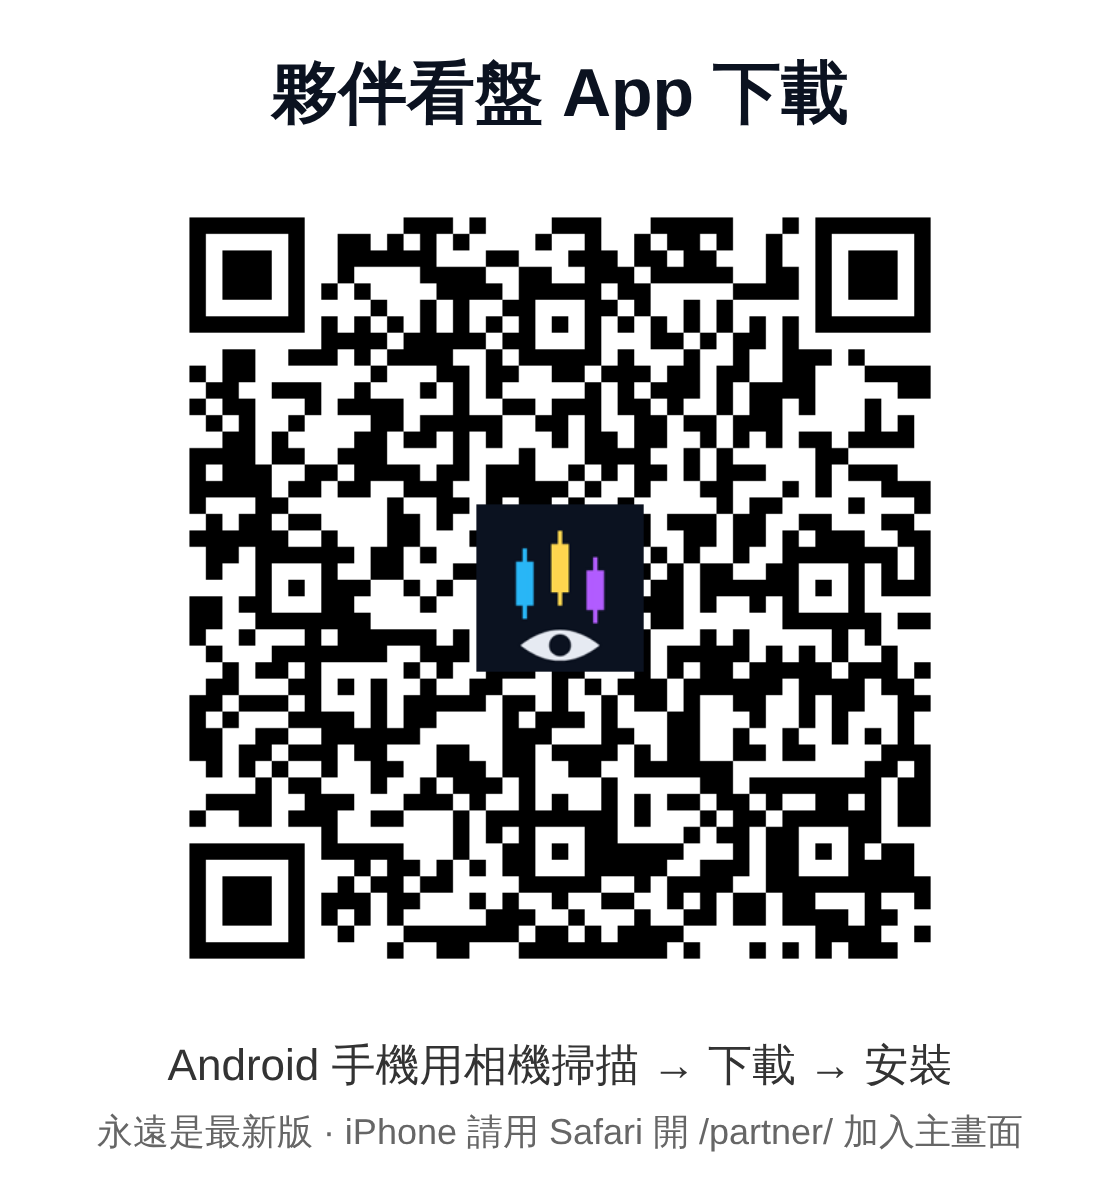 夥伴看盤 App 下載
Android 手機用相機掃描 → 下載 → 安裝
永遠是最新版 · iPhone 請用 Safari 開 /partner/ 加入主畫面